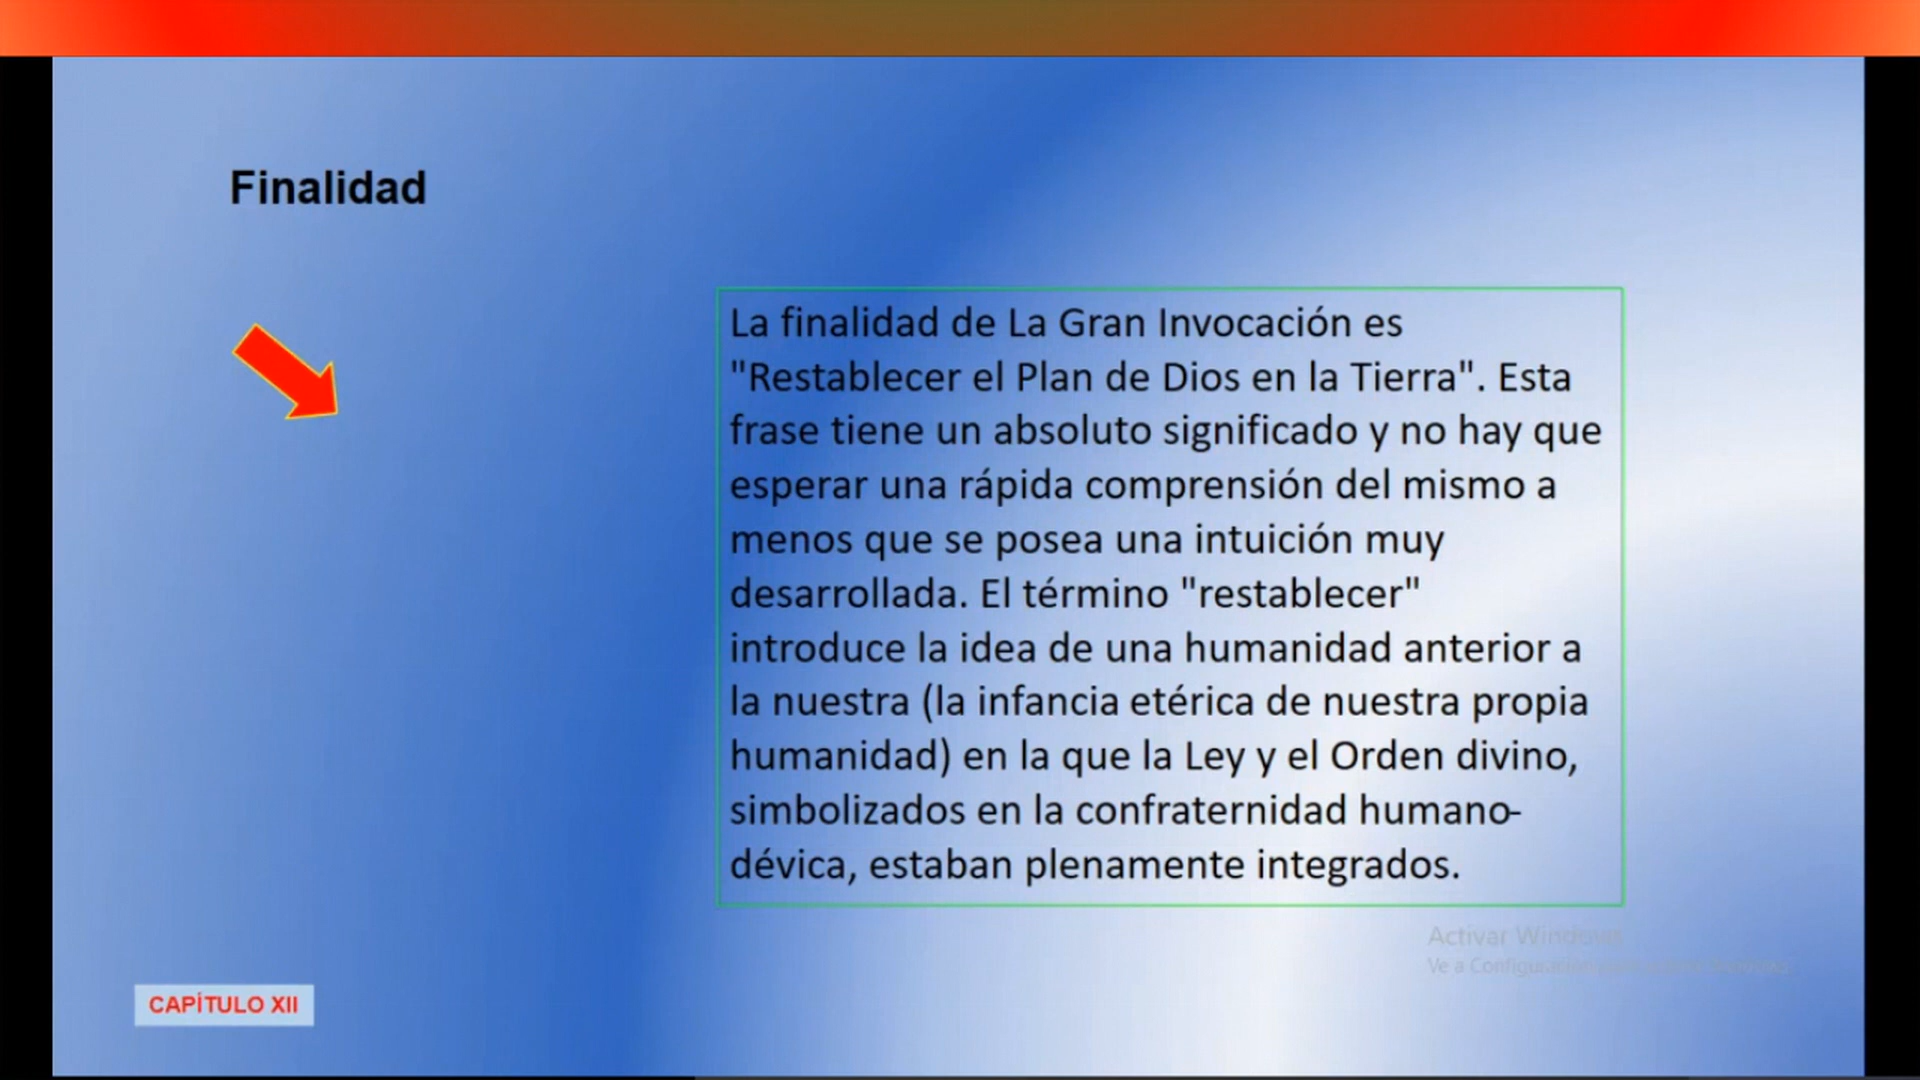 Finalidad
La finalidad de La Gran Invocación es
"Restablecer el Plan de Dios en la Tierra". Esta
frase tiene un absoluto significado y no hay que
esperar una rápida comprensión del mismo a
menos que se posea una intuición muy
desarrollada. El término "restablecer"
introduce la idea de una humanidad anterior a
la nuestra (la infancia etérica de nuestra propia
humanidad) en la que la Ley y el Orden divino,
simbolizados en la confraternidad humano-
dévica, estaban plenamente integrados.
Activar Windows
Ve a Configuración
CAPÍTULO XII